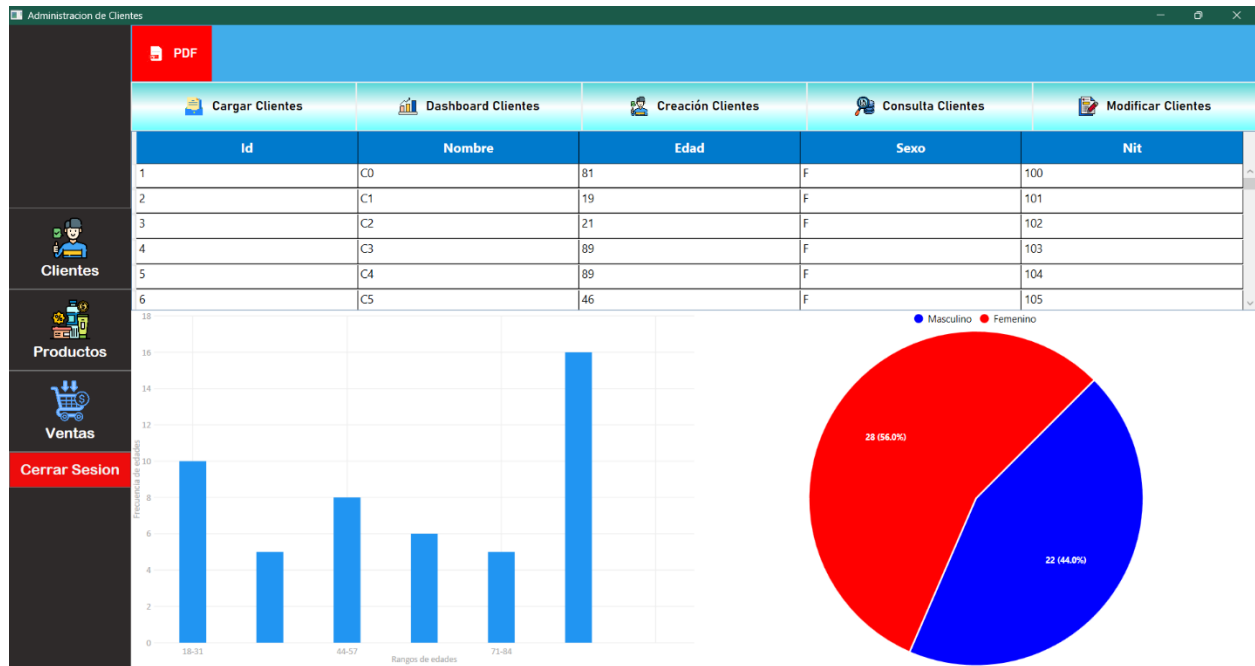 Administracion de Clientes
PDF
Cargar Clientes Dashboard Clientes Creación Clientes Consulta Clientes Modificar Clientes
Id Nombre Edad Sexo Nit
1 C0 81 F 100
2 C1 19 F 101
3 C2 21 F 102
4 C3 89 F 103
5 C4 89 F 104
6 C5 46 F 105
Clientes
Productos
Ventas
Cerrar Sesion
18
16
14
12
10
8
6
4
2
0
Frecuencia de edades
18-31 44-57 71-84
Rangos de edades
Masculino Femenino
28 (56.0%)
22 (44.0%)